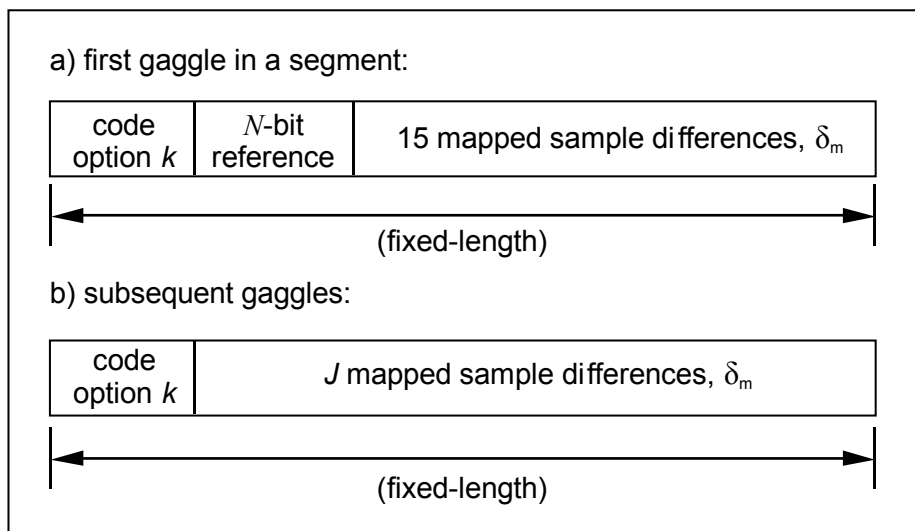 a) first gaggle in a segment:
code option k
N-bit reference
15 mapped sample differences, δm
(fixed-length)
b) subsequent gaggles:
code option k
J mapped sample differences, δm
(fixed-length)